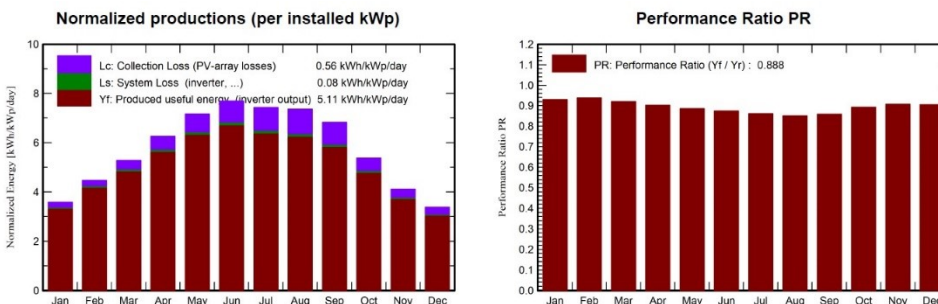 Normalized productions (per installed kWp)
Lc: Collection Loss (PV-array losses) 0.56 kWh/kWp/day
Ls: System Loss (inverter, ...) 0.08 kWh/kWp/day
Yf: Produced useful energy (inverter output) 5.11 kWh/kWp/day
Normalized Energy [kWh/kWp/day]
10
8
6
4
2
0
Jan Feb Mar Apr May Jun Jul Aug Sep Oct Nov Dec
Performance Ratio PR
PR: Performance Ratio (Yf / Yr) : 0.888
Performance Ratio PR
1.2
1.1
1.0
0.9
0.8
0.7
0.6
0.5
0.4
0.3
0.2
0.1
0.0
Jan Feb Mar Apr May Jun Jul Aug Sep Oct Nov Dec